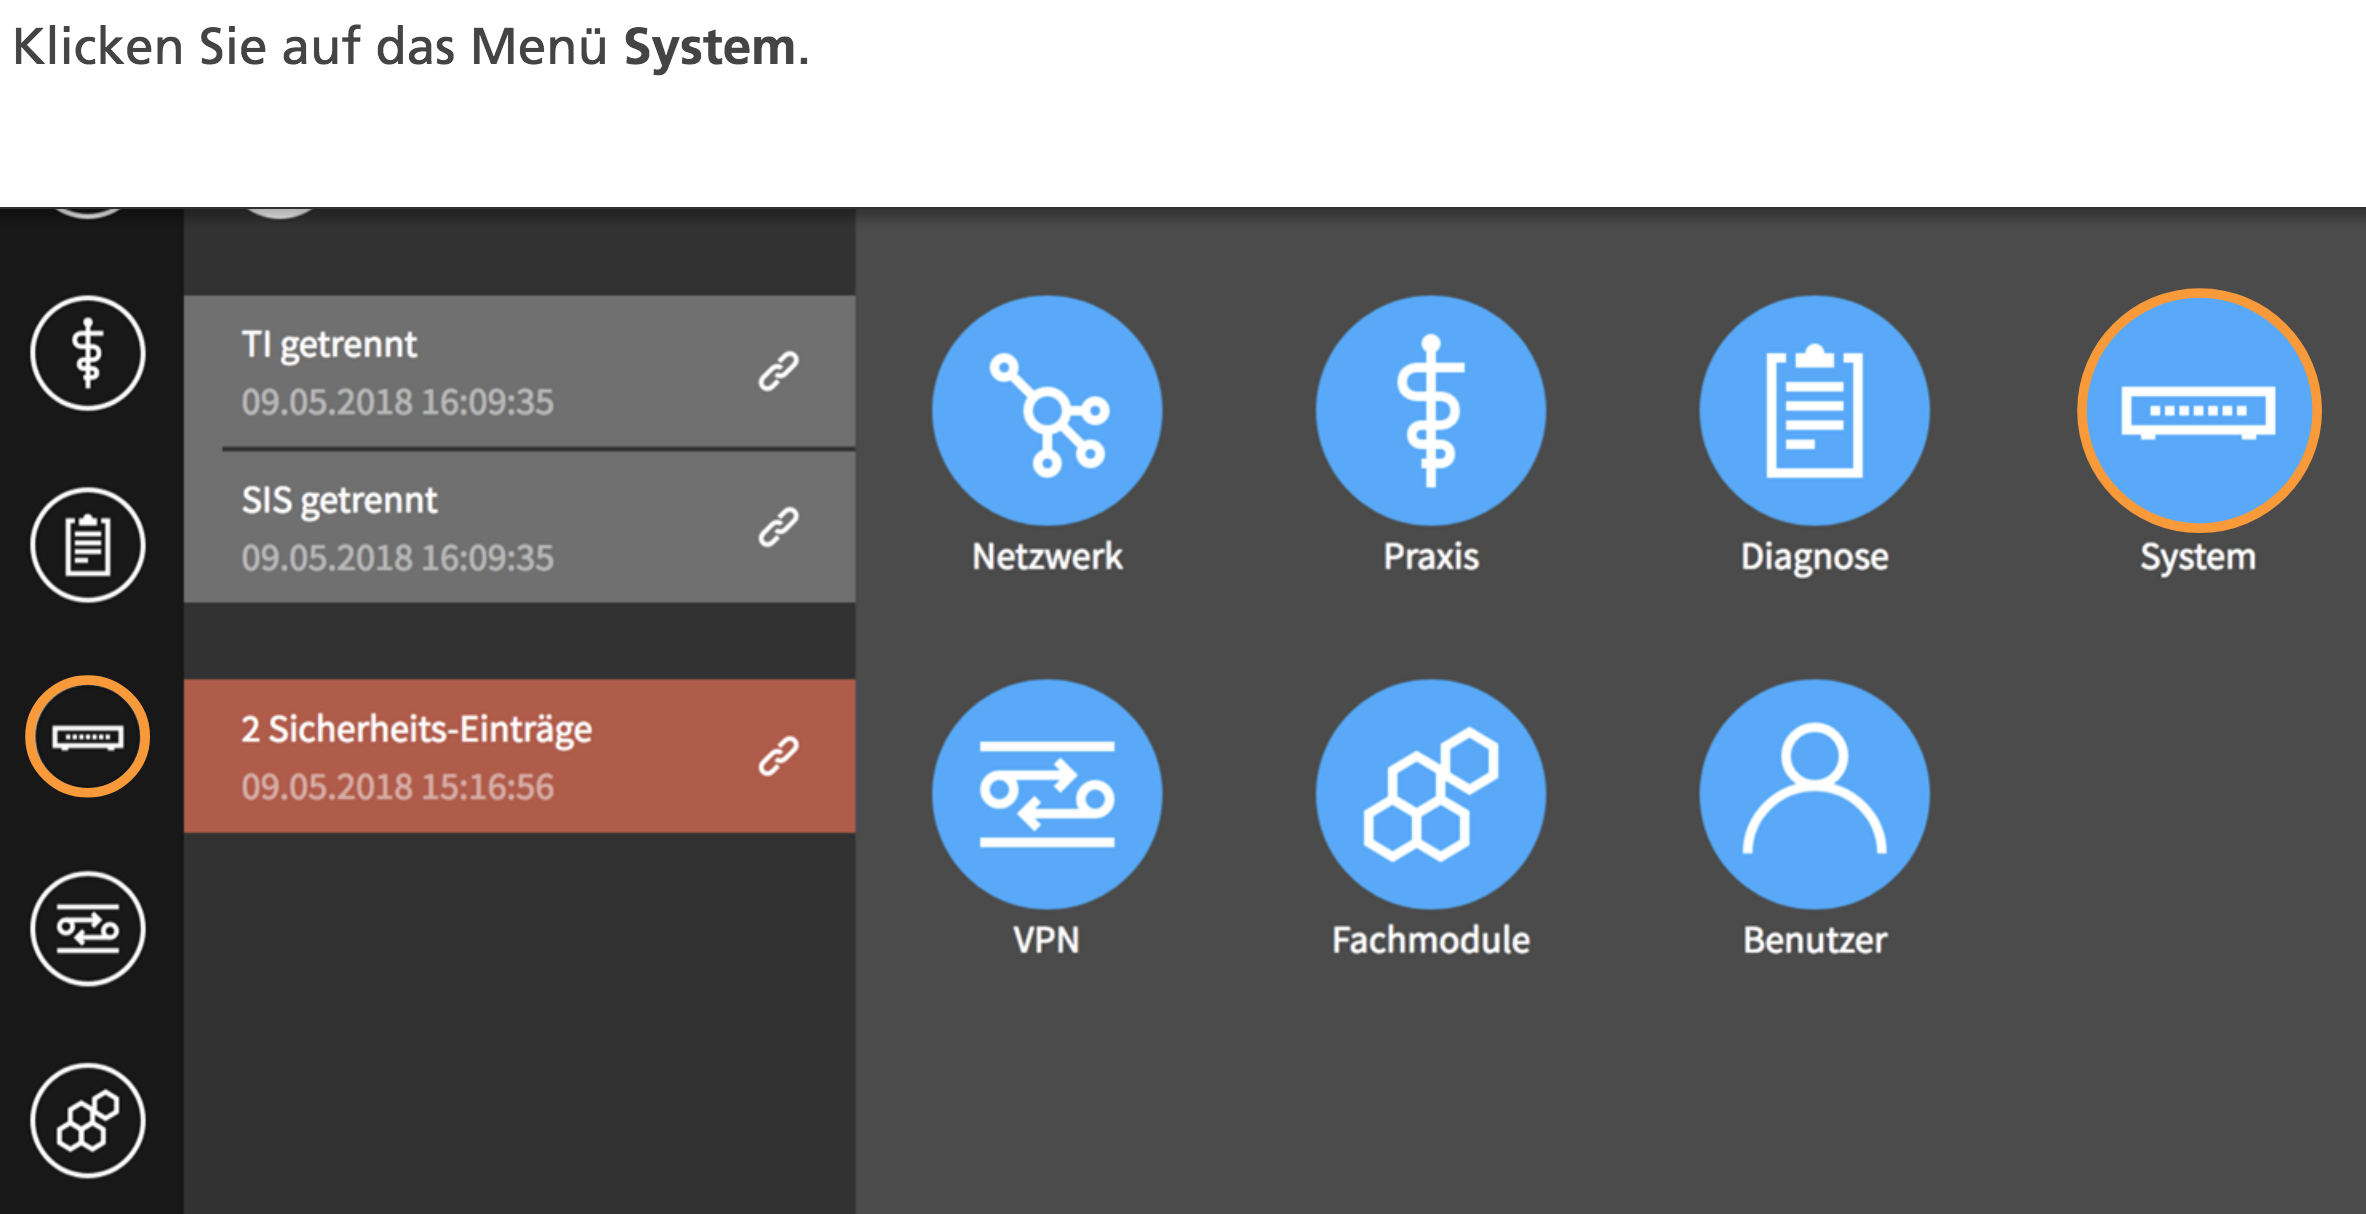 Klicken Sie auf das Menü System.
TI getrennt
09.05.2018 16:09:35
SIS getrennt
09.05.2018 16:09:35
2 Sicherheits-Einträge
09.05.2018 15:16:56
Netzwerk
Praxis
Diagnose
System
VPN
Fachmodule
Benutzer